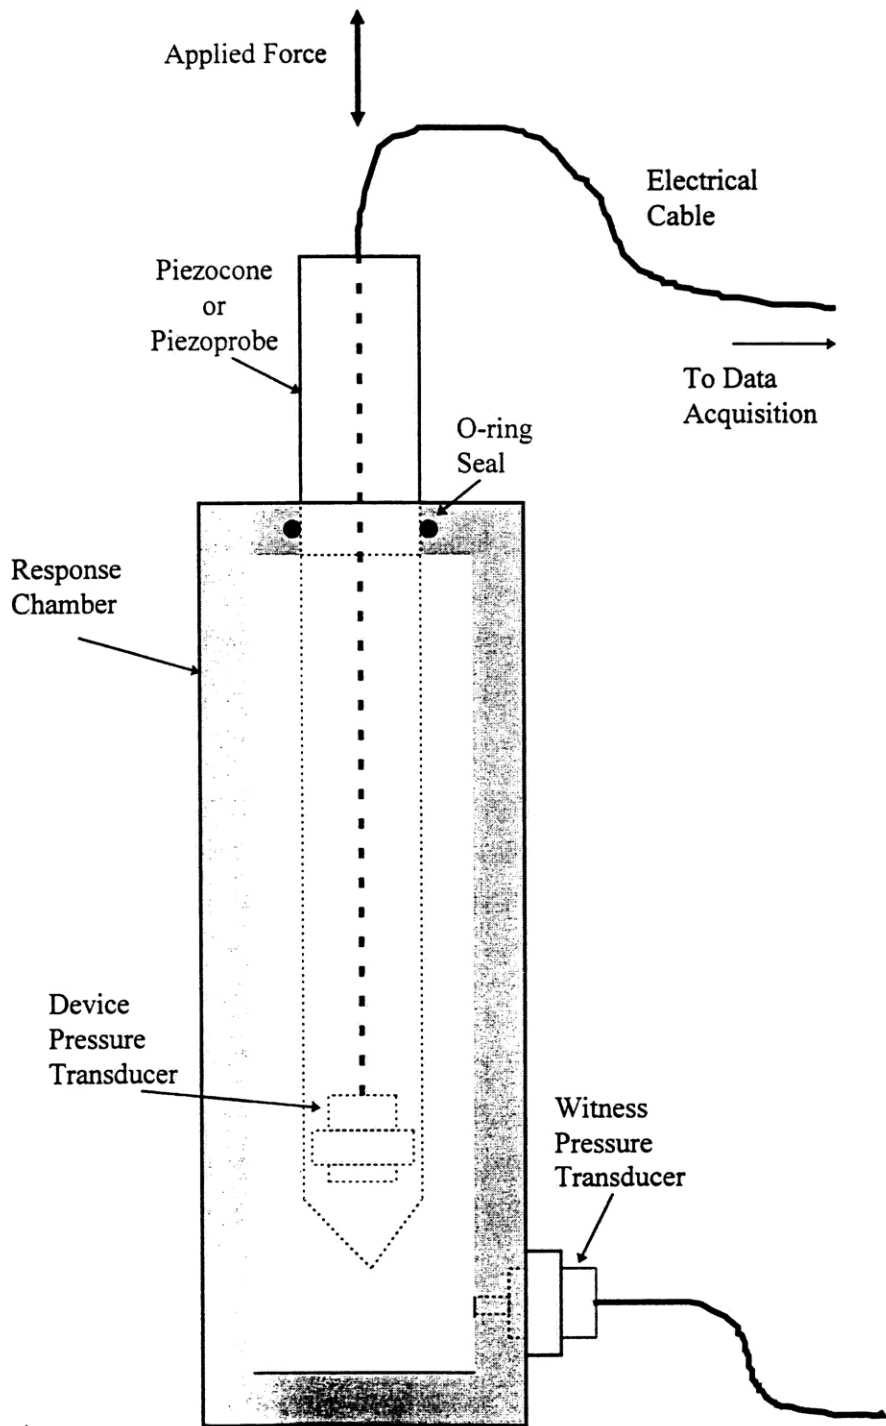 Applied Force
Electrical
Cable
Piezocone
or
Piezoprobe
To Data
Acquisition
O-ring
Seal
Response
Chamber
Device
Pressure
Transducer
Witness
Pressure
Transducer